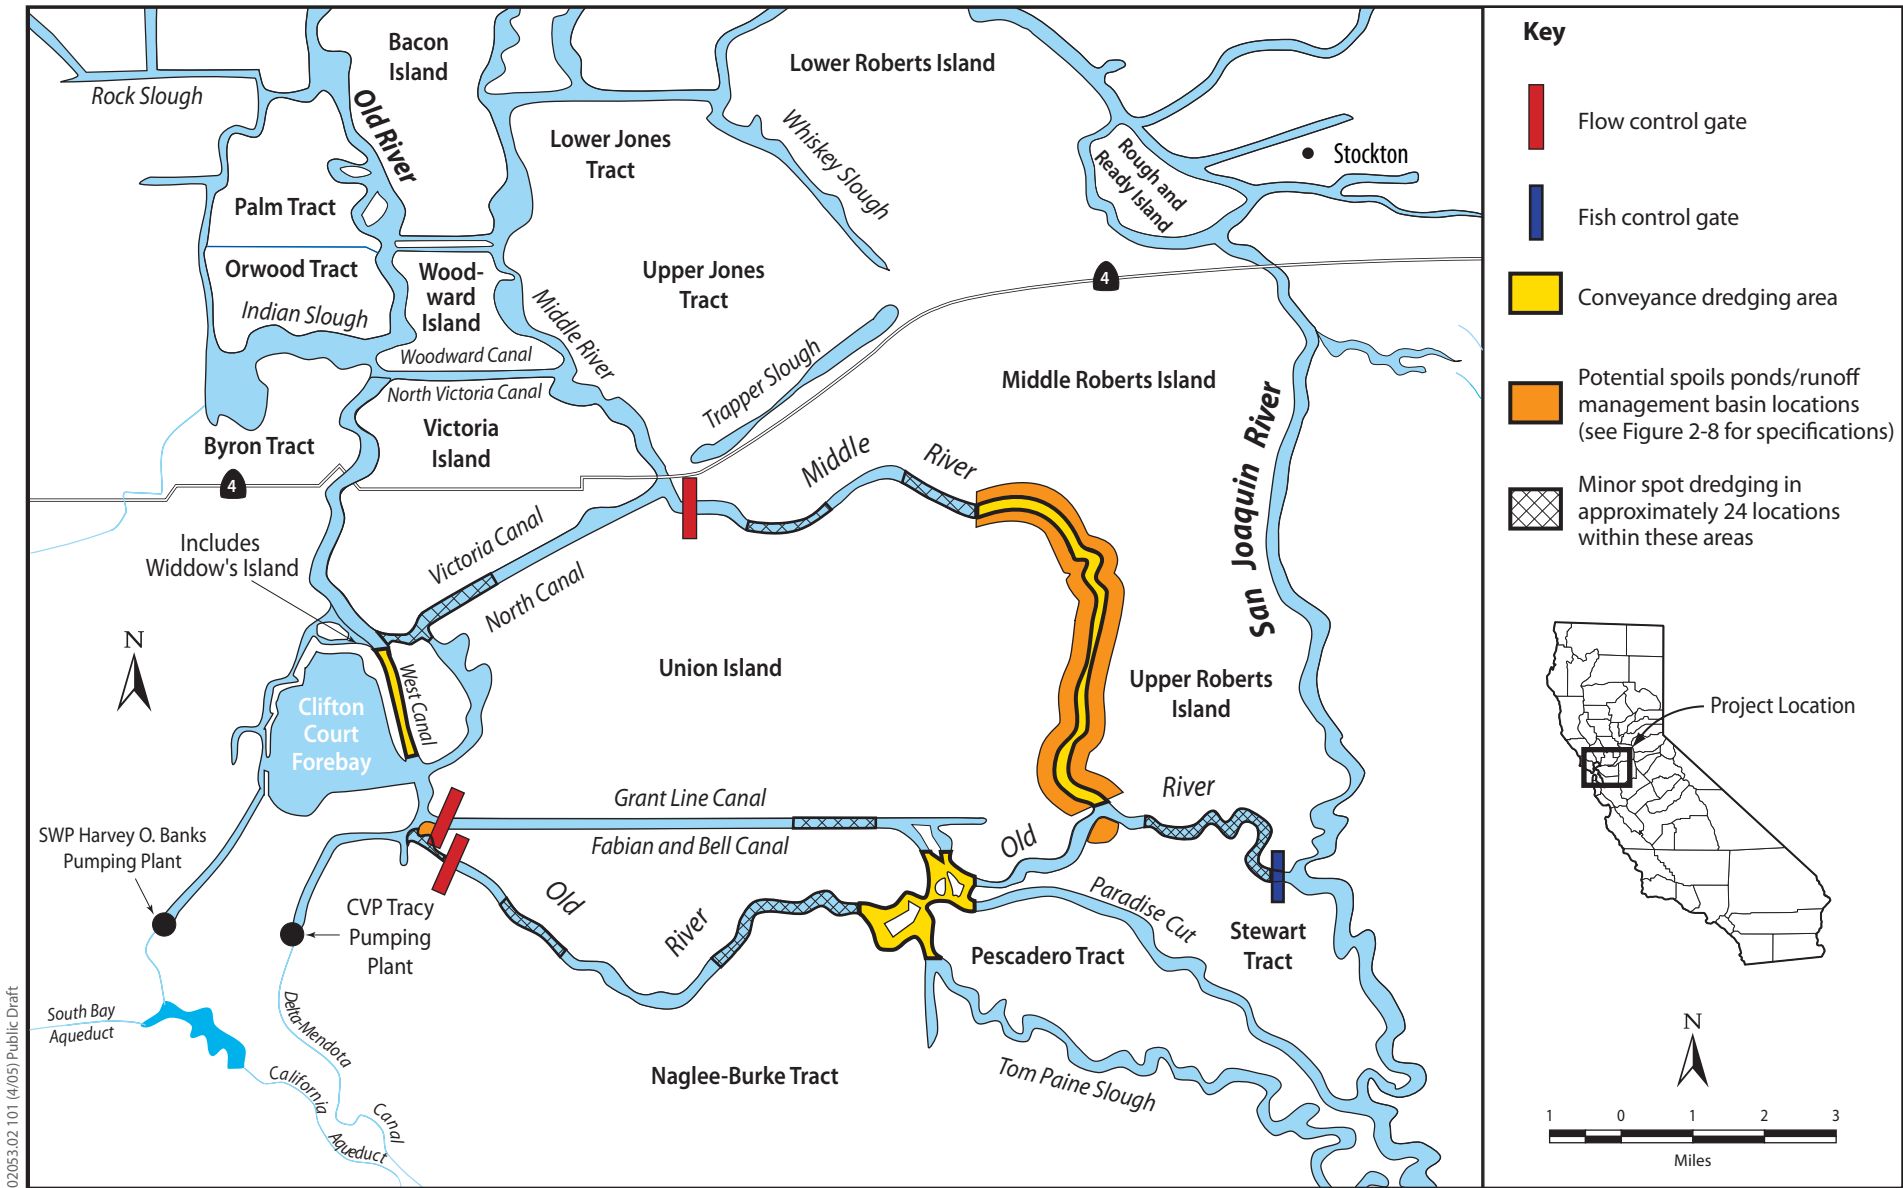 Bacon
Island
Lower Roberts Island
Rock Slough
Old River
Lower Jones
Tract
Whiskey Slough
Rough and
Ready Island
Stockton
Palm Tract
Orwood Tract
Wood-
ward
Island
Upper Jones
Tract
4
Indian Slough
Middle River
Woodward Canal
North Victoria Canal
Trapper Slough
Middle Roberts Island
Byron Tract
Victoria
Island
4
Middle
River
San Joaquin River
Includes
Widdow's Island
Victoria Canal
North Canal
N
Union Island
West Canal
Clifton
Court
Forebay
Upper Roberts
Island
Grant Line Canal
Fabian and Bell Canal
River
Old
SWP Harvey O. Banks
Pumping Plant
CVP Tracy
Pumping
Plant
Old
River
Paradise Cut
Pescadero Tract
Stewart
Tract
South Bay
Aqueduct
Delta-Mendota
Canal
California
Aqueduct
Naglee-Burke Tract
Tom Paine Slough
Key
Flow control gate
Fish control gate
Conveyance dredging area
Potential spoils ponds/runoff
management basin locations
(see Figure 2-8 for specifications)
Minor spot dredging in
approximately 24 locations
within these areas
Project Location
N
1 0 1 2 3
Miles
02053.02 101 (4/05) Public Draft